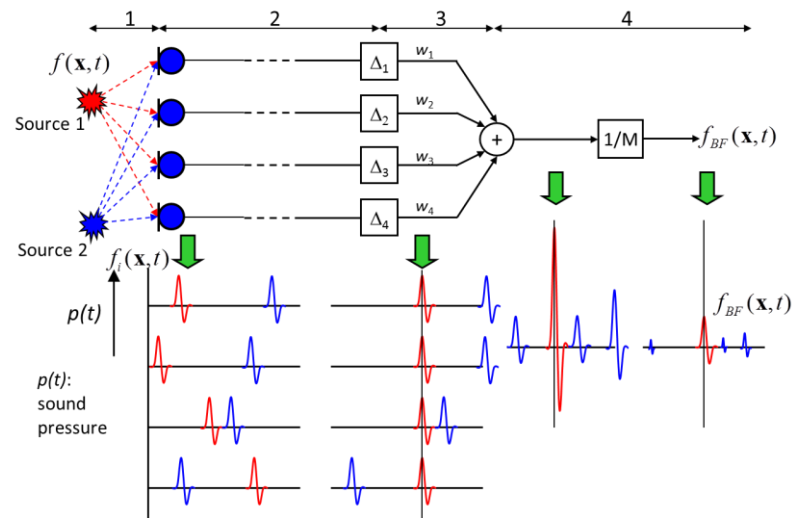 1 2 3 4
f(x,t)
Source 1
Source 2
Δ1 w1
Δ2 w2
Δ3 w3
Δ4 w4
+ 1/M fBF(x,t)
fi(x,t)
p(t)
p(t):
sound
pressure
fBF(x,t)